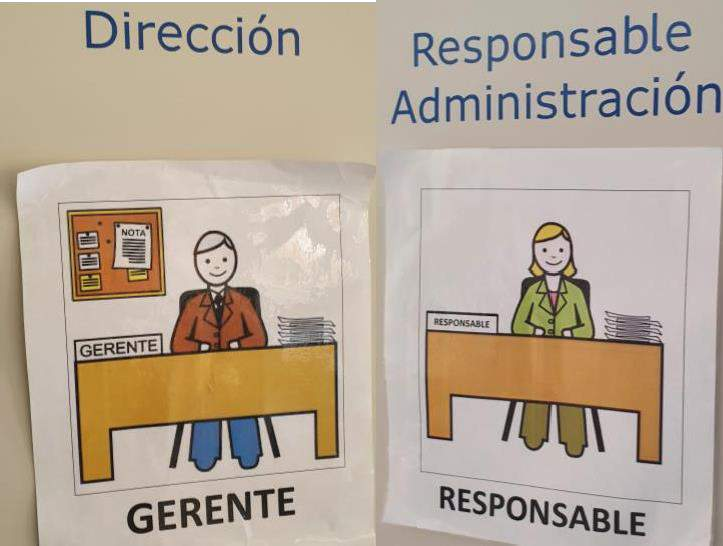 Dirección
NOTA
GERENTE
GERENTE
Responsable
Administración
RESPONSABLE
RESPONSABLE